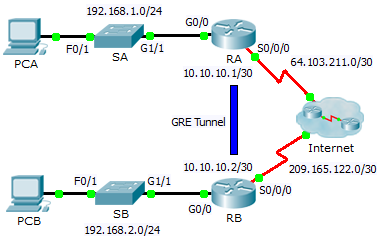 192.168.1.0/24
G0/0
F0/1
G1/1
S0/0/0
PCA
SA
RA
64.103.211.0/30
10.10.10.1/30
GRE Tunnel
Internet
10.10.10.2/30
209.165.122.0/30
F0/1
G1/1
S0/0/0
G0/0
PCB
SB
RB
192.168.2.0/24